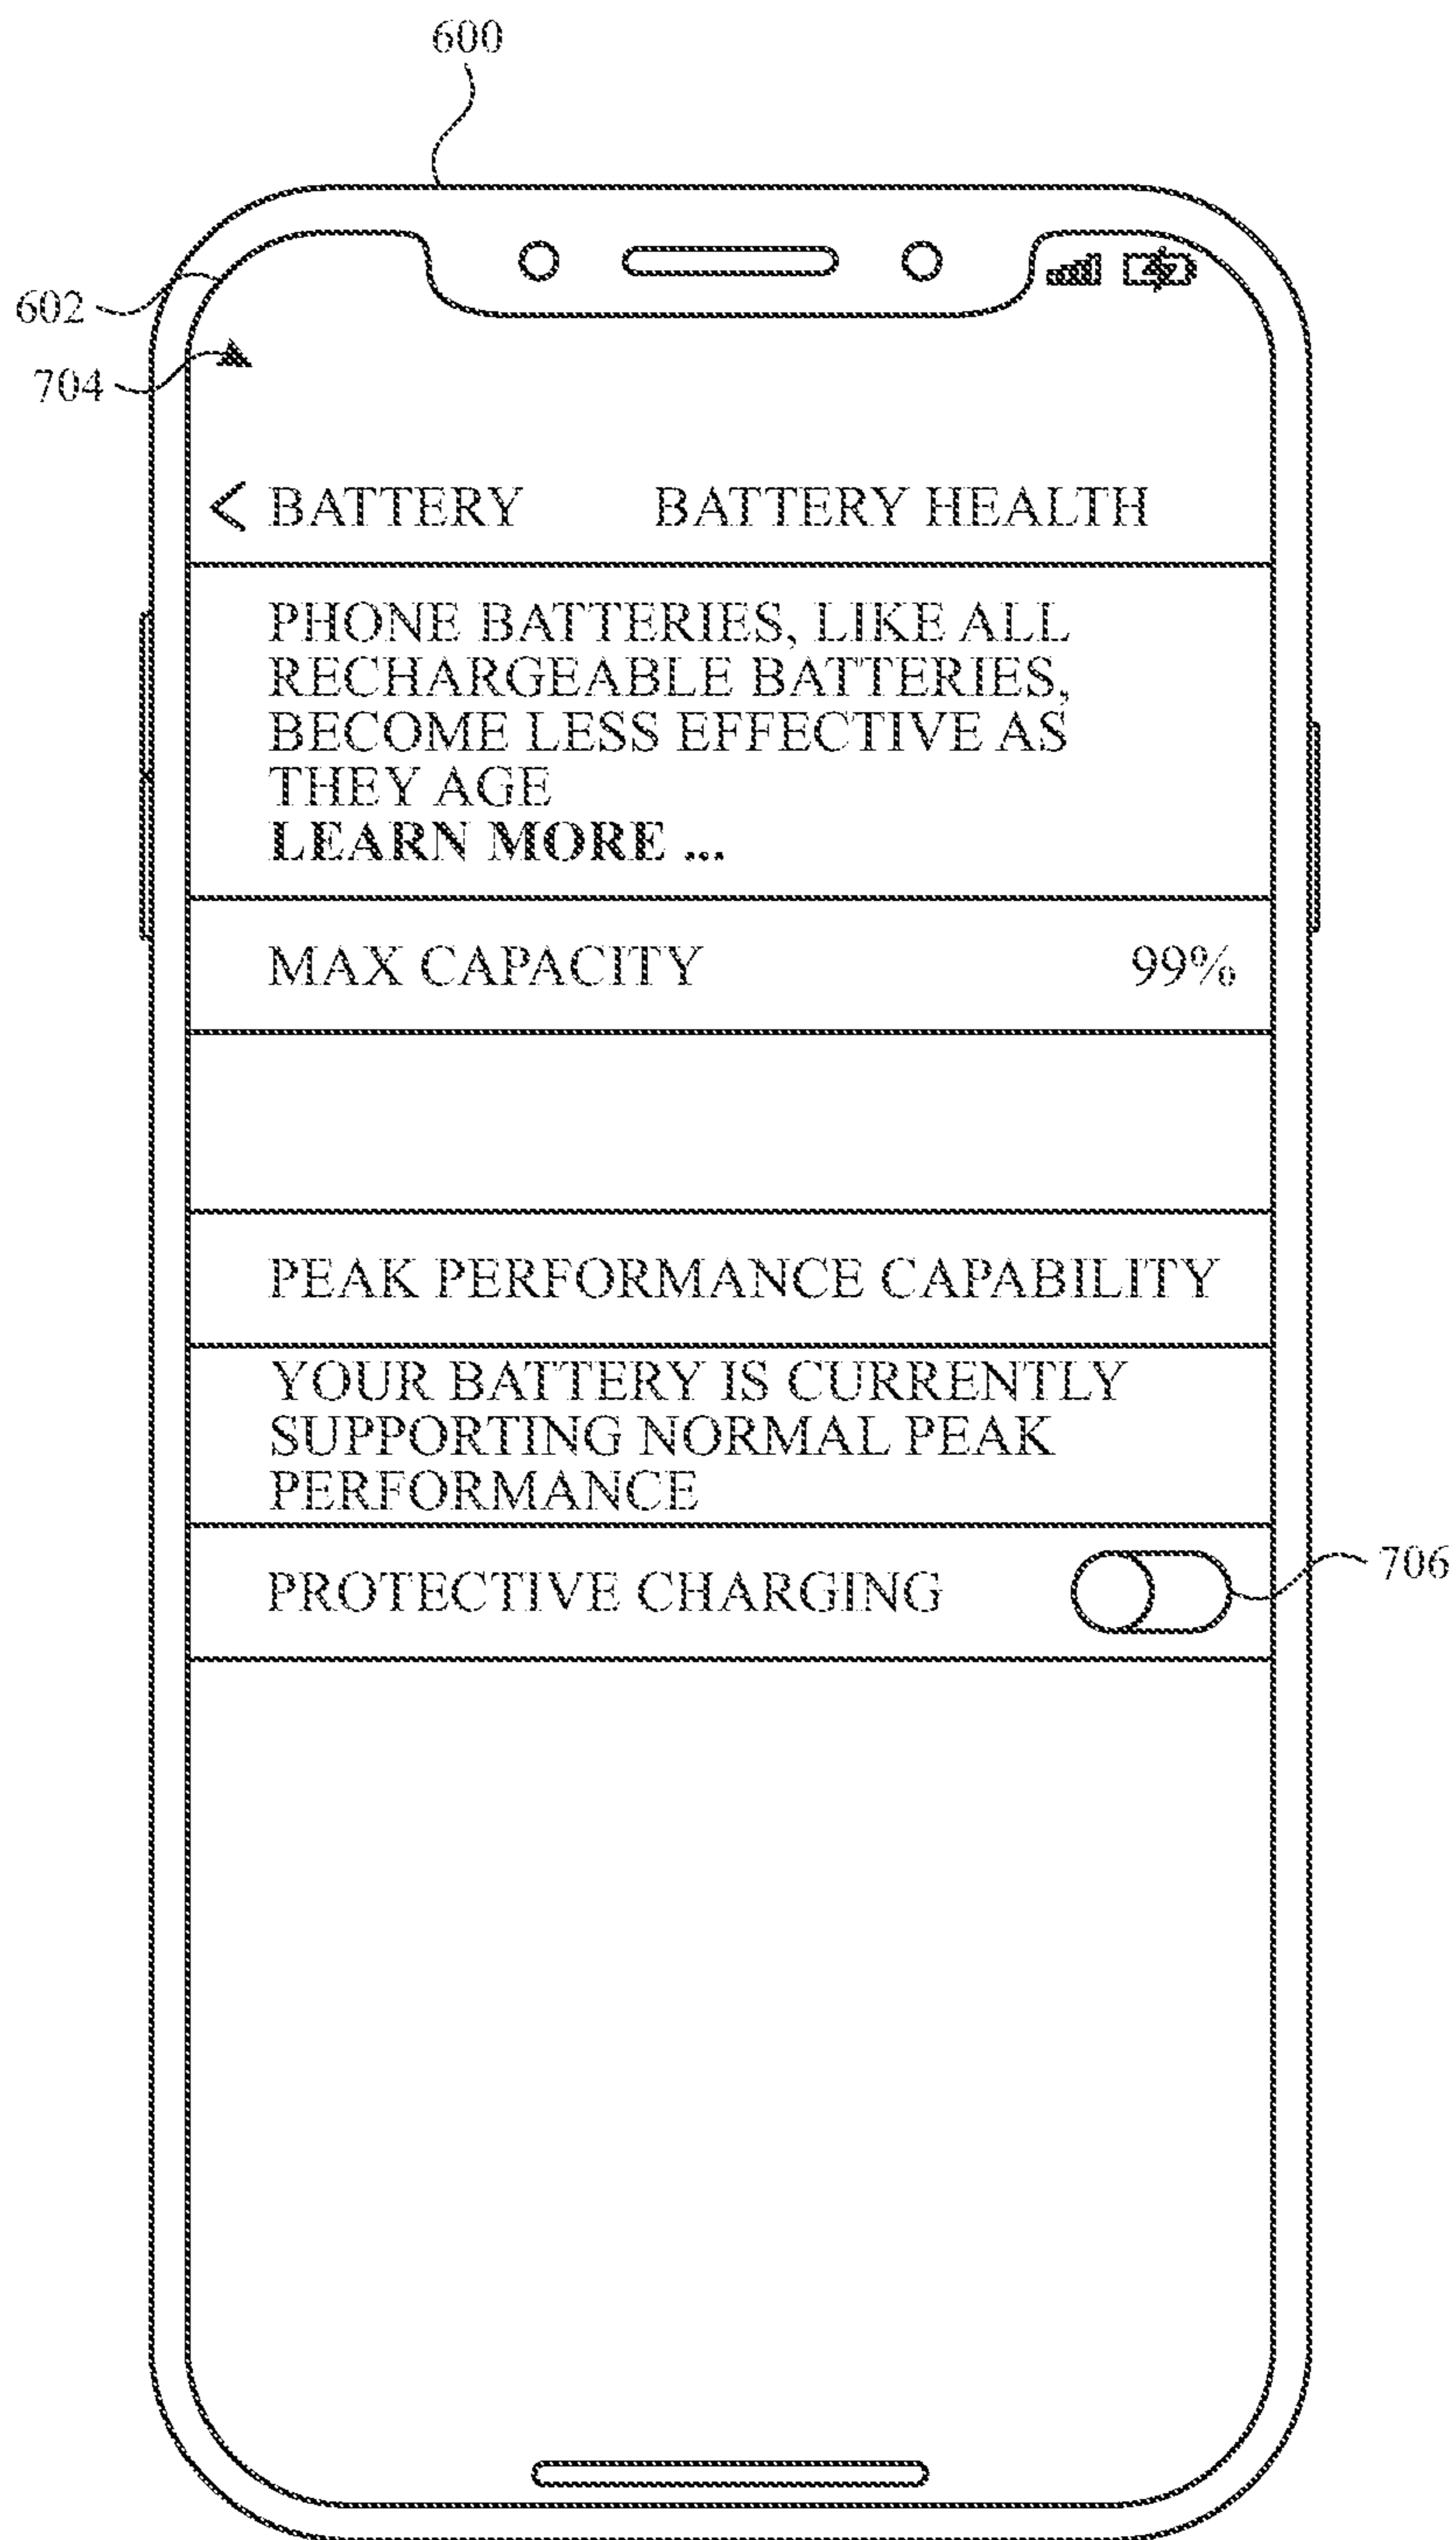 600
602
704
< BATTERY BATTERY HEALTH
PHONE BATTERIES, LIKE ALL
RECHARGEABLE BATTERIES,
BECOME LESS EFFECTIVE AS
THEY AGE
LEARN MORE ...
MAX CAPACITY 99%
PEAK PERFORMANCE CAPABILITY
YOUR BATTERY IS CURRENTLY
SUPPORTING NORMAL PEAK
PERFORMANCE
PROTECTIVE CHARGING
706